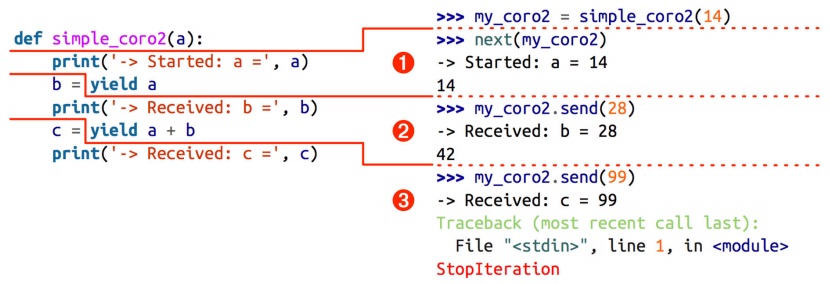 def simple_coro2(a):
    print('-> Started: a =', a)
    b = yield a
    print('-> Received: b =', b)
    c = yield a + b
    print('-> Received: c =', c)
>>> my_coro2 = simple_coro2(14)
>>> next(my_coro2)
1
-> Started: a = 14
14
>>> my_coro2.send(28)
2
-> Received: b = 28
42
>>> my_coro2.send(99)
3
-> Received: c = 99
Traceback (most recent call last):
  File "<stdin>", line 1, in <module>
StopIteration